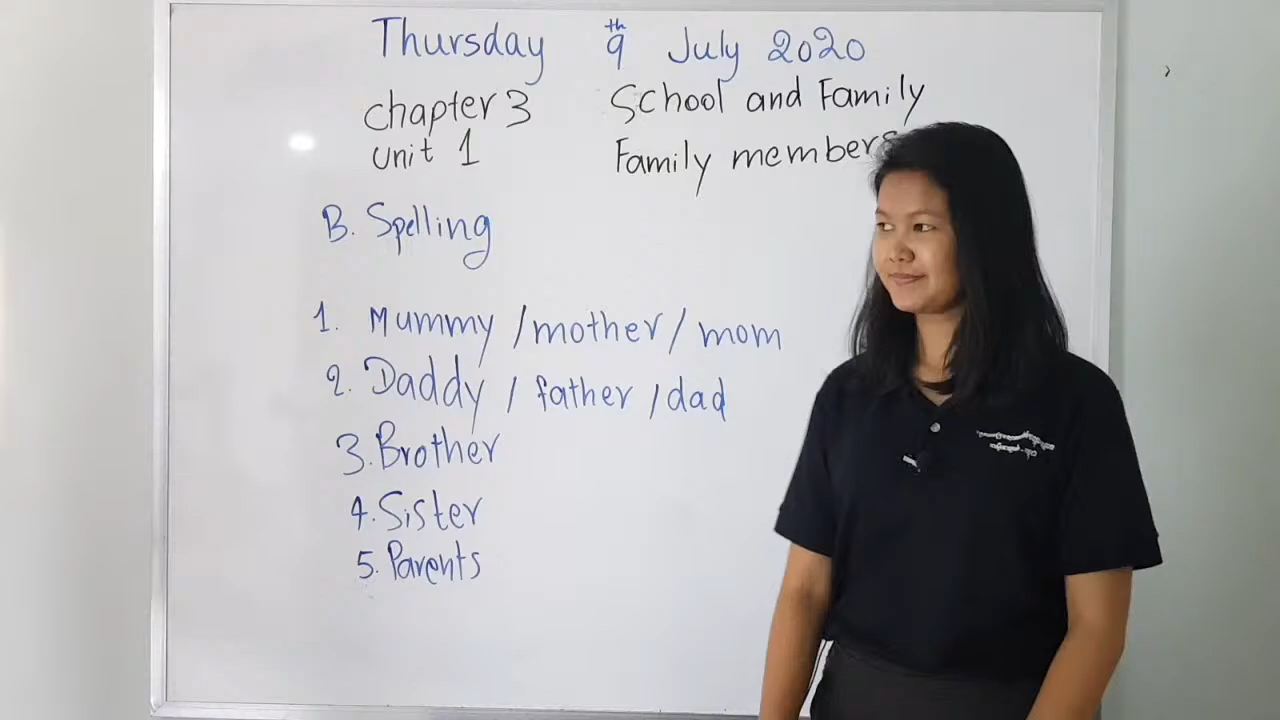 Thursday 9th July 2020
chapter 3 School and Family
unit 1 Family members
B. Spelling
1. Mummy / mother / mom
2. Daddy / father / dad
3. Brother
4. Sister
5. Parents